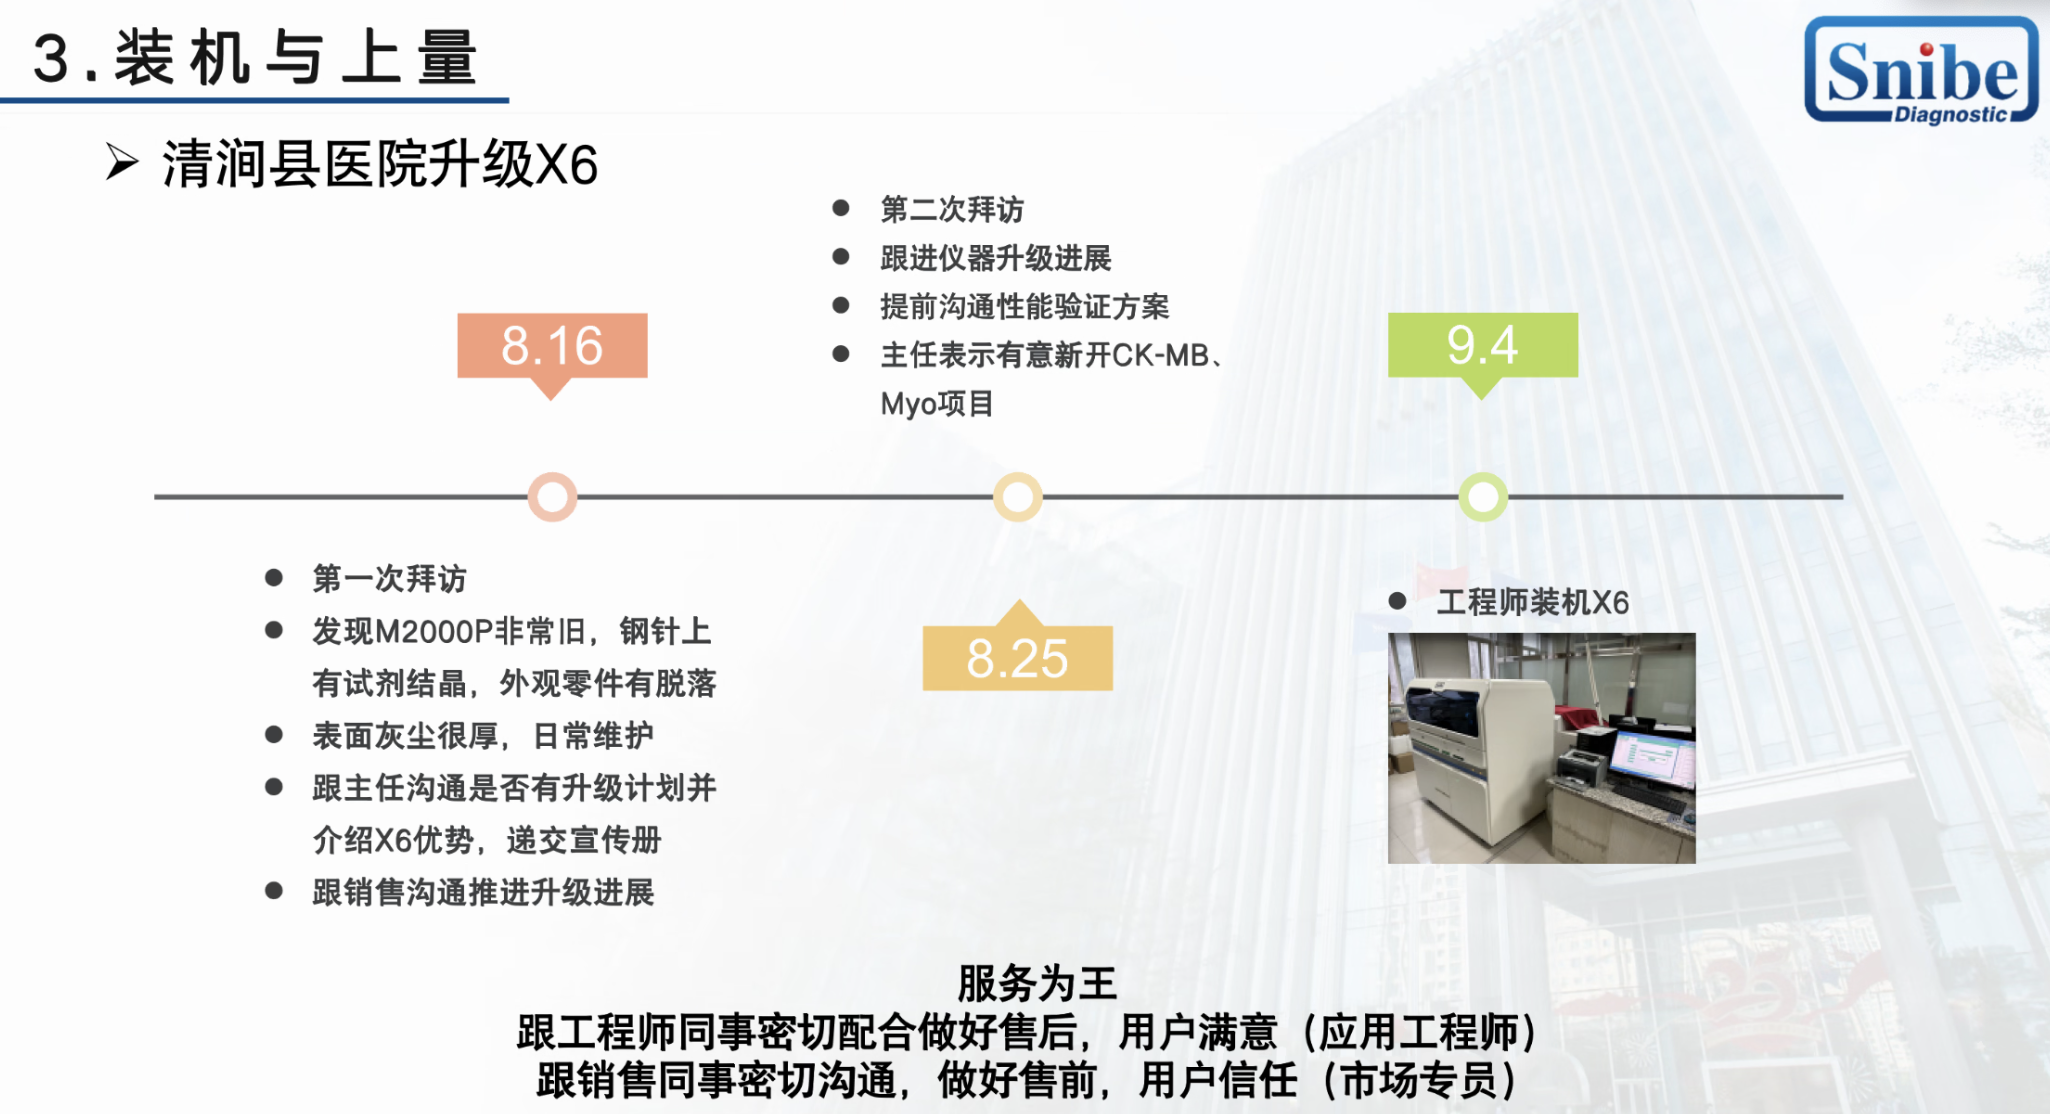 3.装机与上量
Snibe
Diagnostic
清涧县医院升级X6
8.16
第一次拜访
发现M2000P非常旧，钢针上
有试剂结晶，外观零件有脱落
表面灰尘很厚，日常维护
跟主任沟通是否有升级计划并
介绍X6优势，递交宣传册
跟销售沟通推进升级进展
第二次拜访
跟进仪器升级进展
提前沟通性能验证方案
主任表示有意新开CK-MB、
Myo项目
8.25
9.4
工程师装机X6
服务为王
跟工程师同事密切配合做好售后，用户满意（应用工程师）
跟销售同事密切沟通，做好售前，用户信任（市场专员）